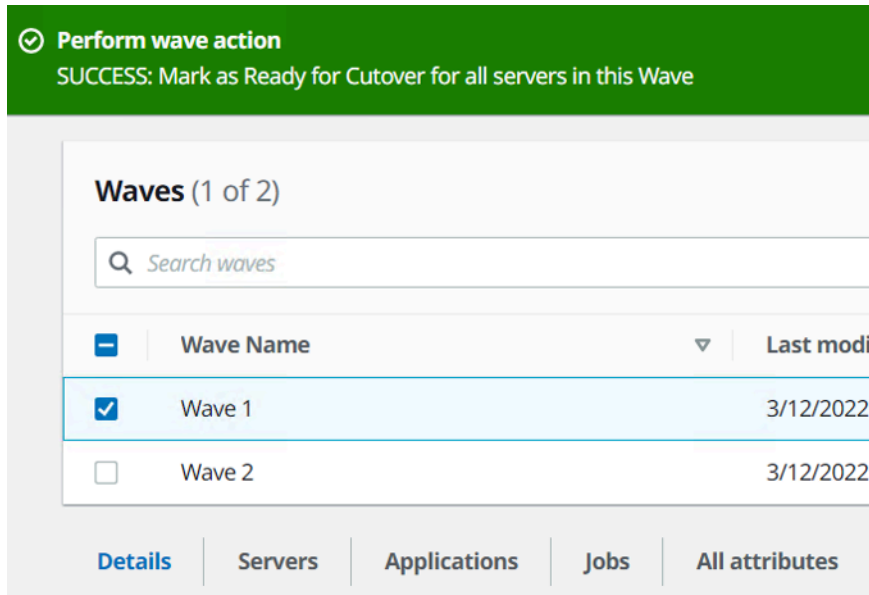 Perform wave action
SUCCESS: Mark as Ready for Cutover for all servers in this Wave
Waves (1 of 2)
Search waves
Wave Name Last modi
Wave 1 3/12/2022
Wave 2 3/12/2022
Details Servers Applications Jobs All attributes